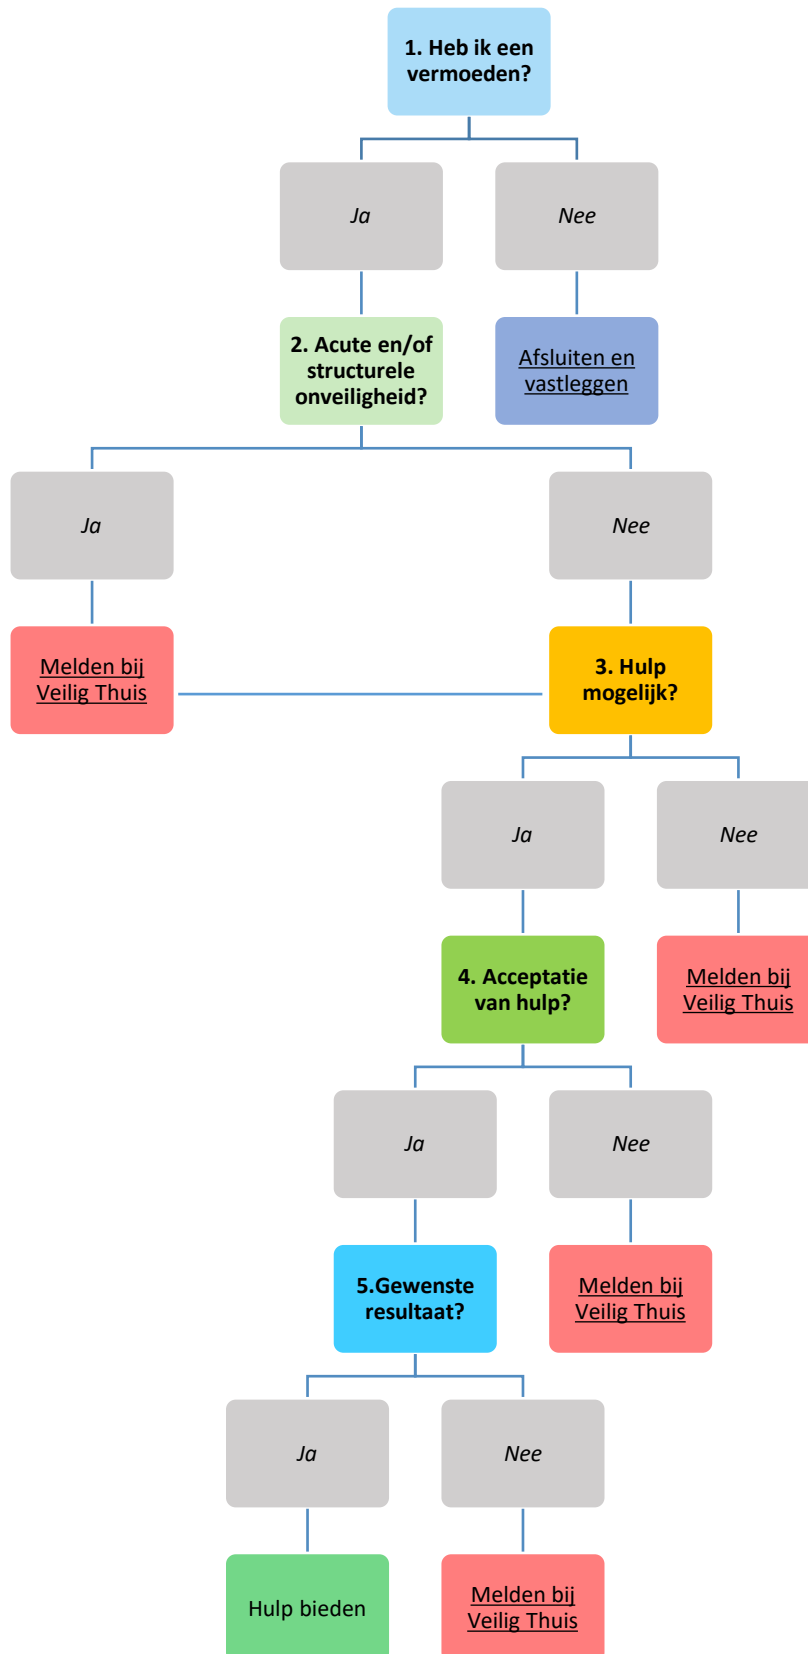 1. Heb ik een
vermoeden?
Ja
Nee
2. Acute en/of
structurele
onveiligheid?
Afsluiten en
vastleggen
Ja
Nee
Melden bij
Veilig Thuis
3. Hulp
mogelijk?
Ja
Nee
4. Acceptatie
van hulp?
Melden bij
Veilig Thuis
Ja
Nee
5.Gewenste
resultaat?
Melden bij
Veilig Thuis
Ja
Nee
Hulp bieden
Melden bij
Veilig Thuis